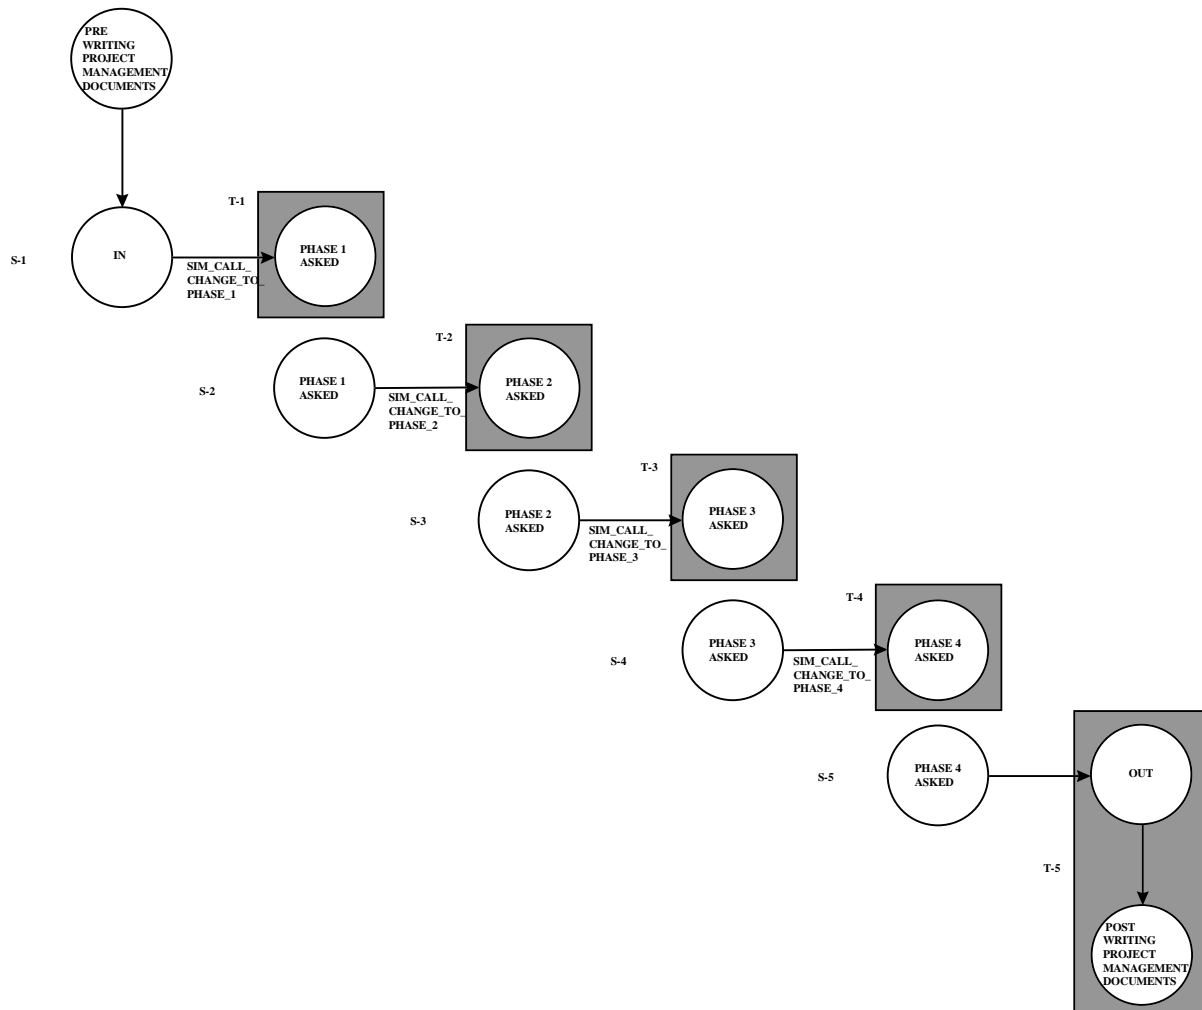 PRE
WRITING
PROJECT
MANAGEMENT
DOCUMENTS
T-1
S-1
IN
SIM_CALL_
CHANGE_TO_
PHASE_1
PHASE 1
ASKED
T-2
S-2
PHASE 1
ASKED
SIM_CALL_
CHANGE_TO_
PHASE_2
PHASE 2
ASKED
T-3
S-3
PHASE 2
ASKED
SIM_CALL_
CHANGE_TO_
PHASE_3
PHASE 3
ASKED
T-4
S-4
PHASE 3
ASKED
SIM_CALL_
CHANGE_TO_
PHASE_4
PHASE 4
ASKED
S-5
PHASE 4
ASKED
OUT
T-5
POST
WRITING
PROJECT
MANAGEMENT
DOCUMENTS